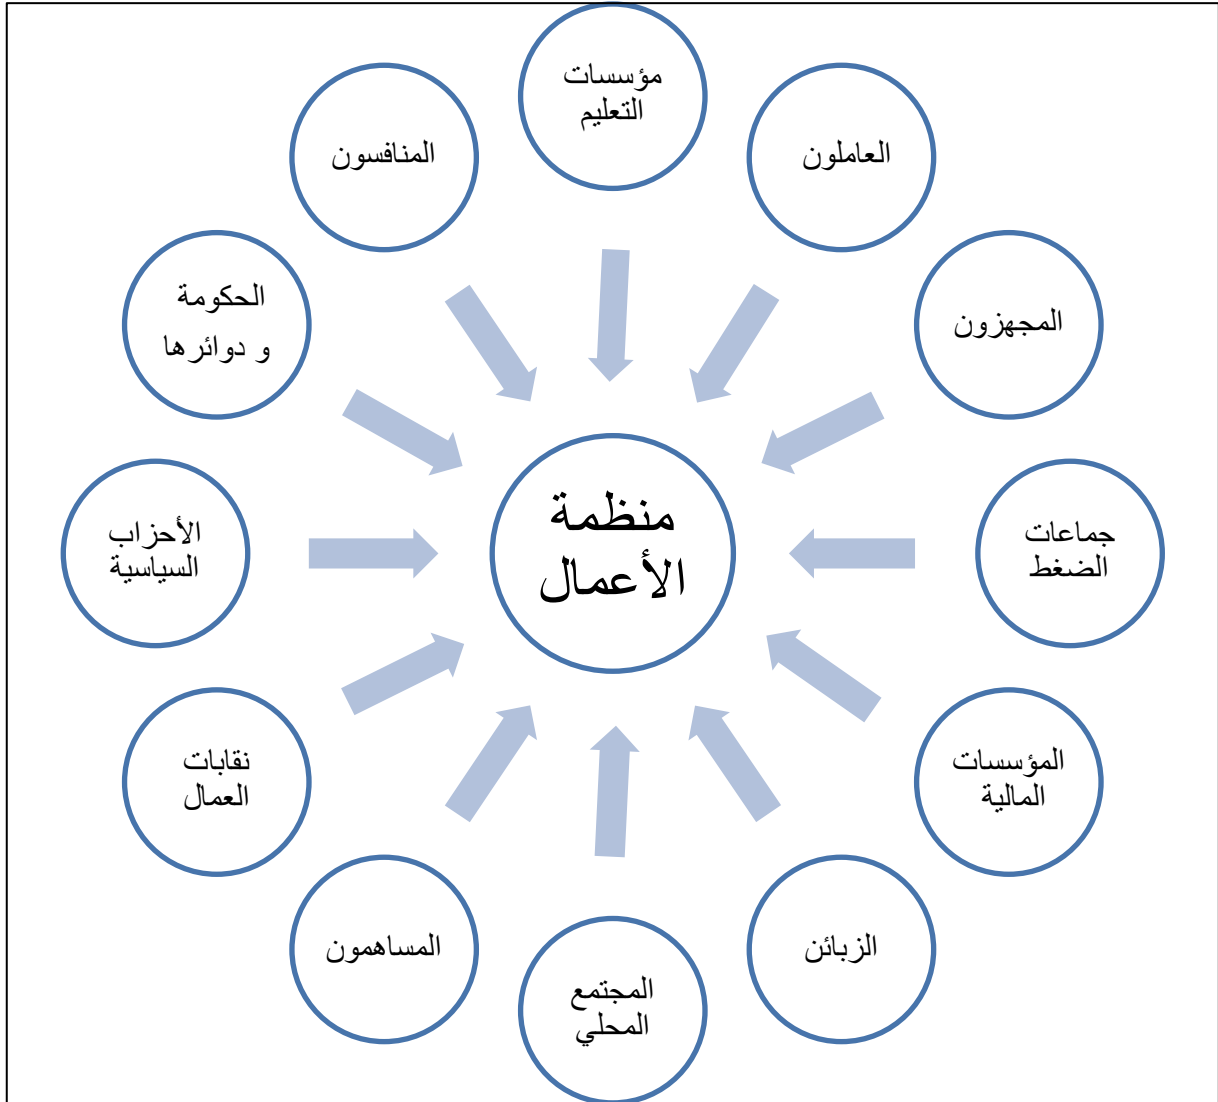 مؤسسات
التعليم
العاملون
المنافسون
المجهزون
الحكومة
و دوائرها
منظمة
الأعمال
جماعات
الضغط
الأحزاب
السياسية
المؤسسات
المالية
نقابات
العمال
الزبائن
المساهمون
المجتمع
المحلي